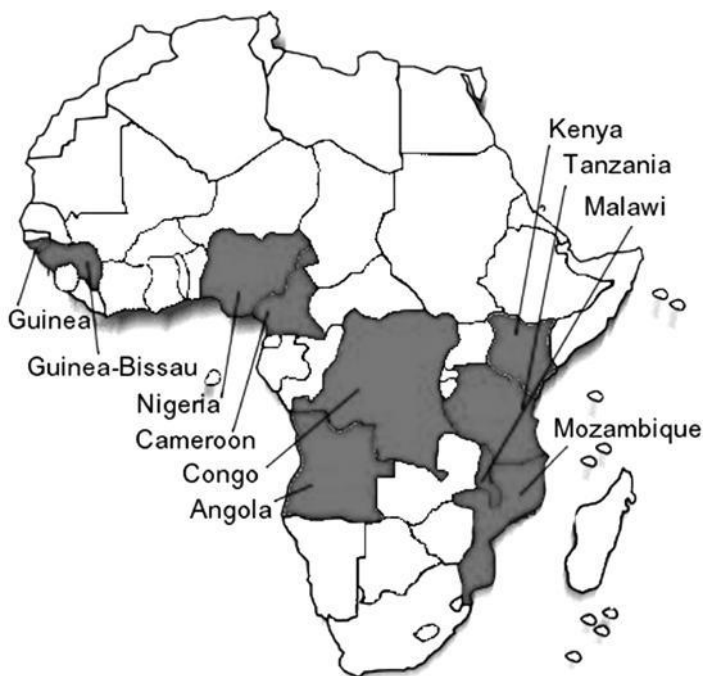 Kenya
Tanzania
Malawi
Guinea
Guinea-Bissau
Nigeria
Cameroon
Congo
Angola
Mozambique